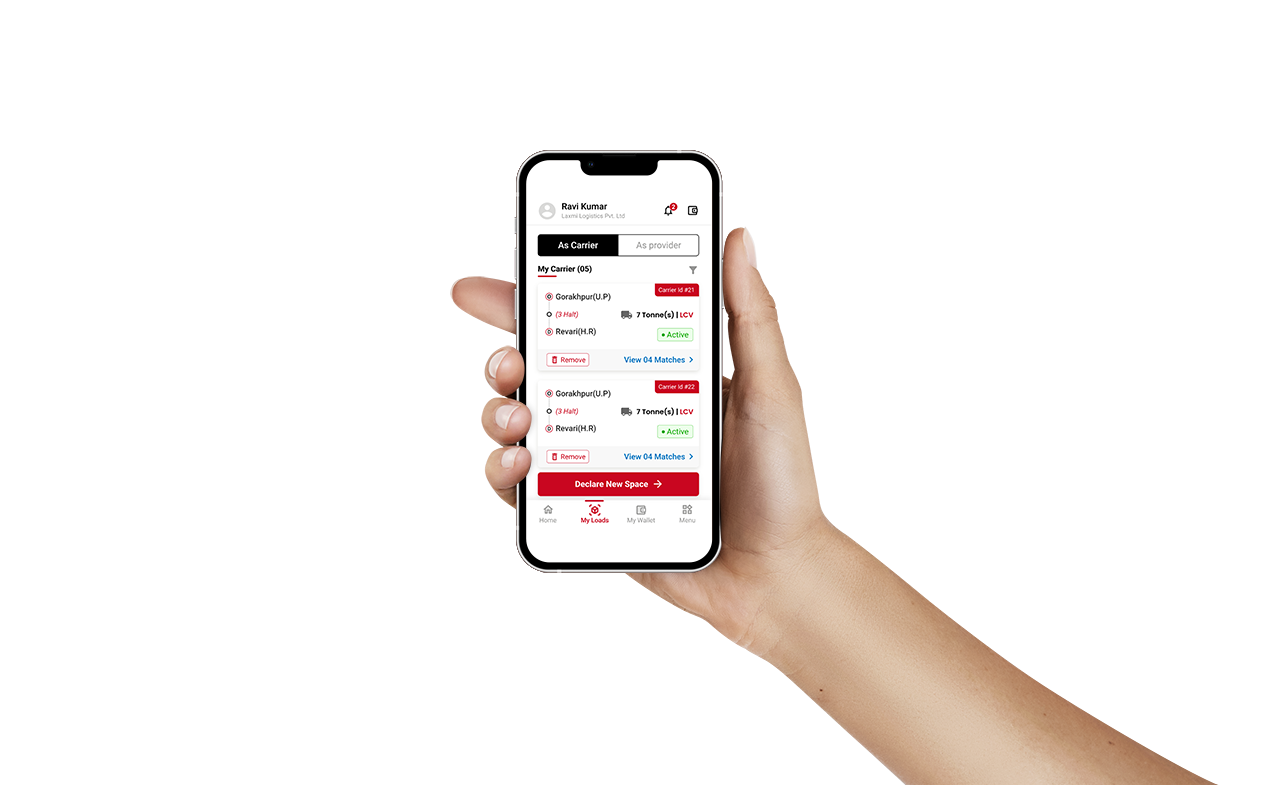 Ravi Kumar
Laxmi Logistics Pvt. Ltd
2
As Carrier
As provider
My Carrier (05)
Carrier Id #21
Gorakhpur(U.P)
(3 Halt)
7 Tonne(s) | LCV
D Revari(H.R)
Active
Remove
View 04 Matches >
Carrier Id #22
Gorakhpur(U.P)
(3 Halt)
7 Tonne(s) | LCV
D Revari(H.R)
Active
Remove
View 04 Matches >
Declare New Space →
Home
My Loads
My Wallet
Menu